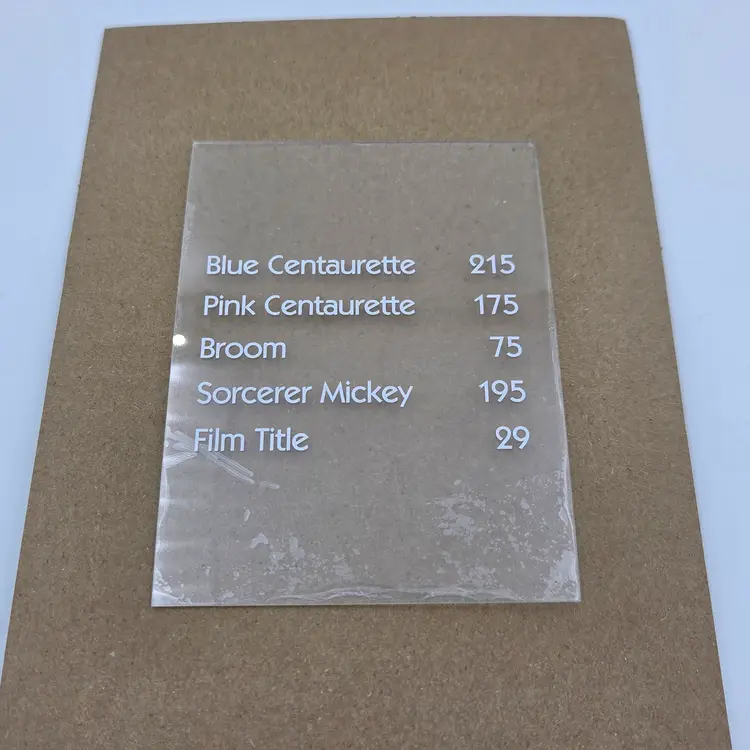 Blue Centaurette 215
Pink Centaurette 175
Broom 75
Sorcerer Mickey 195
Film Title 29